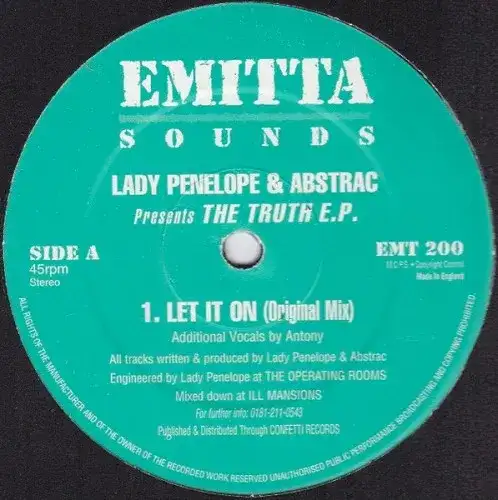 EMITTA
SOUNDS
LADY PENELOPE & ABSTRAC
Presents THE TRUTH E.P.
SIDE A
45rpm
Stereo
EMT 200
M.C.P.S. • Copyright Control
Made In England
1. LET IT ON (Original Mix)
Additional Vocals by Antony
All tracks written & produced by Lady Penelope & Abstrac
Engineered by Lady Penelope at THE OPERATING ROOMS
Mixed down at ILL MANSIONS
For further info: 0181-211-0543
Published & Distributed Through CONFETTI RECORDS
ALL RIGHTS OF THE MANUFACTURER AND OF THE OWNER OF THE RECORDED WORK RESERVED UNAUTHORISED PUBLIC PERFORMANCE, BROADCASTING AND COPYING PROHIBITED.